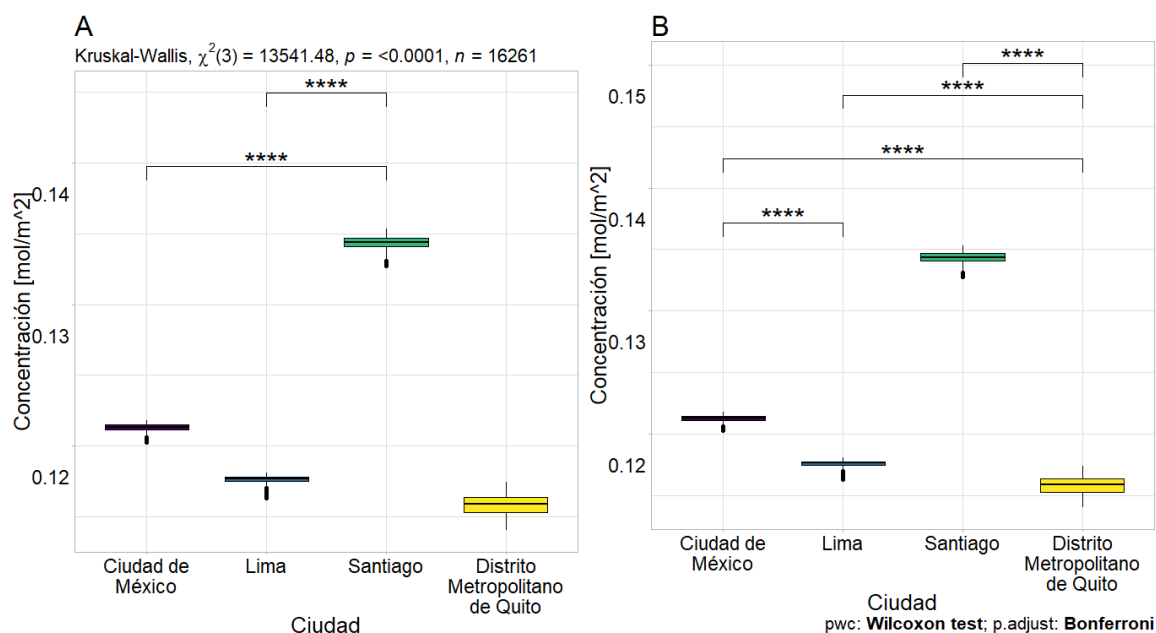 A
Kruskal-Wallis, χ²(3) = 13541.48, p = <0.0001, n = 16261
Concentración [mol/m^2]
0.14
0.13
0.12
****
****
Ciudad de
México
Lima
Santiago
Distrito
Metropolitano
de Quito
Ciudad
B
Concentración [mol/m^2]
0.15
0.14
0.13
0.12
****
****
****
****
Ciudad de
México
Lima
Santiago
Distrito
Metropolitano
de Quito
Ciudad
pwc: Wilcoxon test; p.adjust: Bonferroni